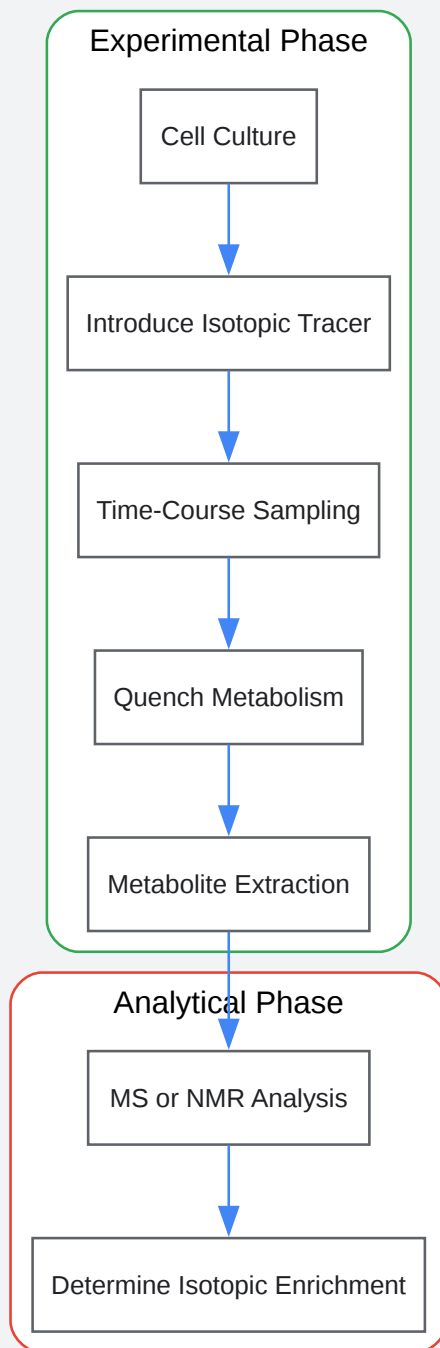 Experimental Phase
Cell Culture
Introduce Isotopic Tracer
Time-Course Sampling
Quench Metabolism
Metabolite Extraction
Analytical Phase
MS or NMR Analysis
Determine Isotopic Enrichment